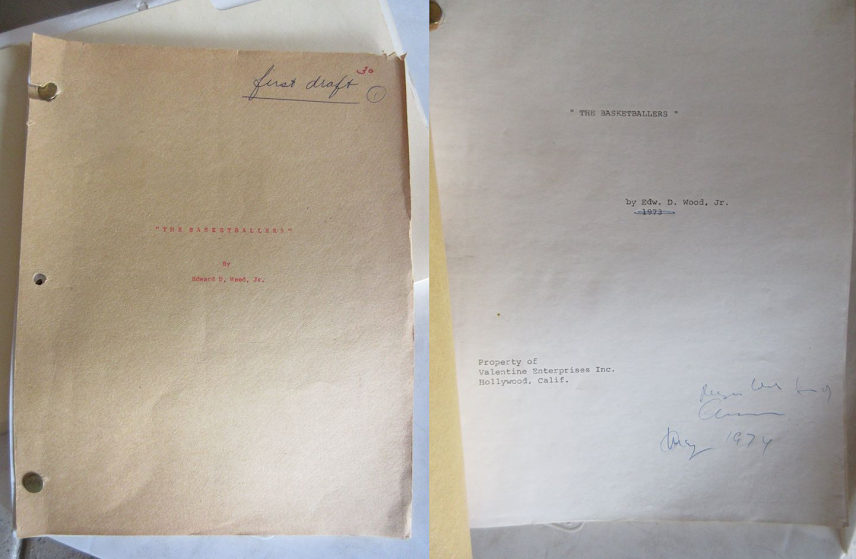 first draft
30
1
"THE BASKETBALLERS"
By
Edward D. Wood, Jr.
" THE BASKETBALLERS "
by Edw. D. Wood, Jr.
1973
Property of
Valentine Enterprises Inc.
Hollywood, Calif.
May 1974